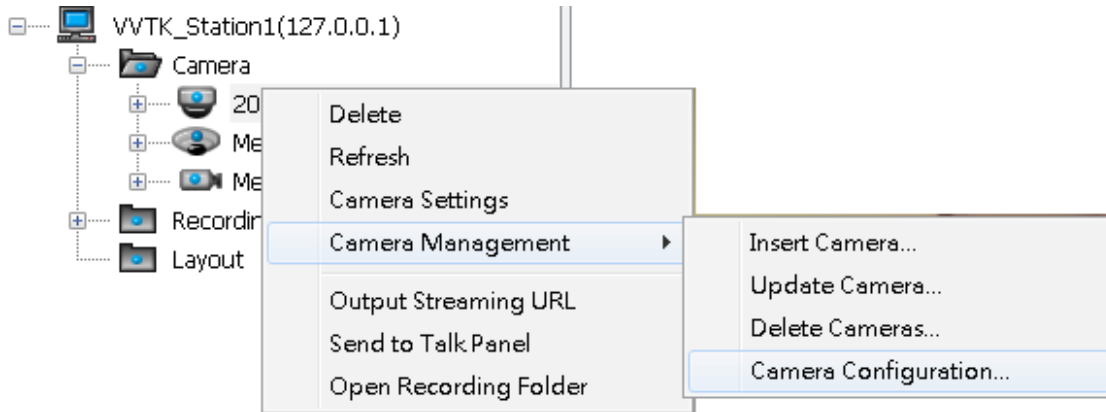 VVTK_Station1(127.0.0.1)
Camera
20
Me
Me
Recordin
Layout
Delete
Refresh
Camera Settings
Camera Management
Output Streaming URL
Send to Talk Panel
Open Recording Folder
Insert Camera...
Update Camera...
Delete Cameras...
Camera Configuration...